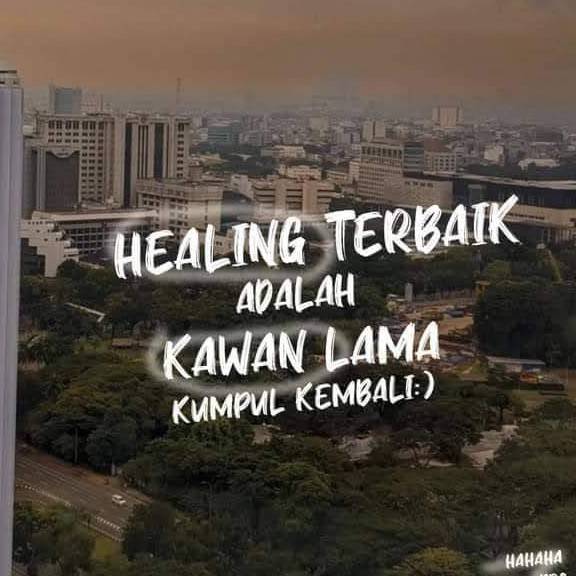 HEALING TERBAIK
ADALAH
KAWAN LAMA
KUMPUL KEMBALI:)
HAHAHA